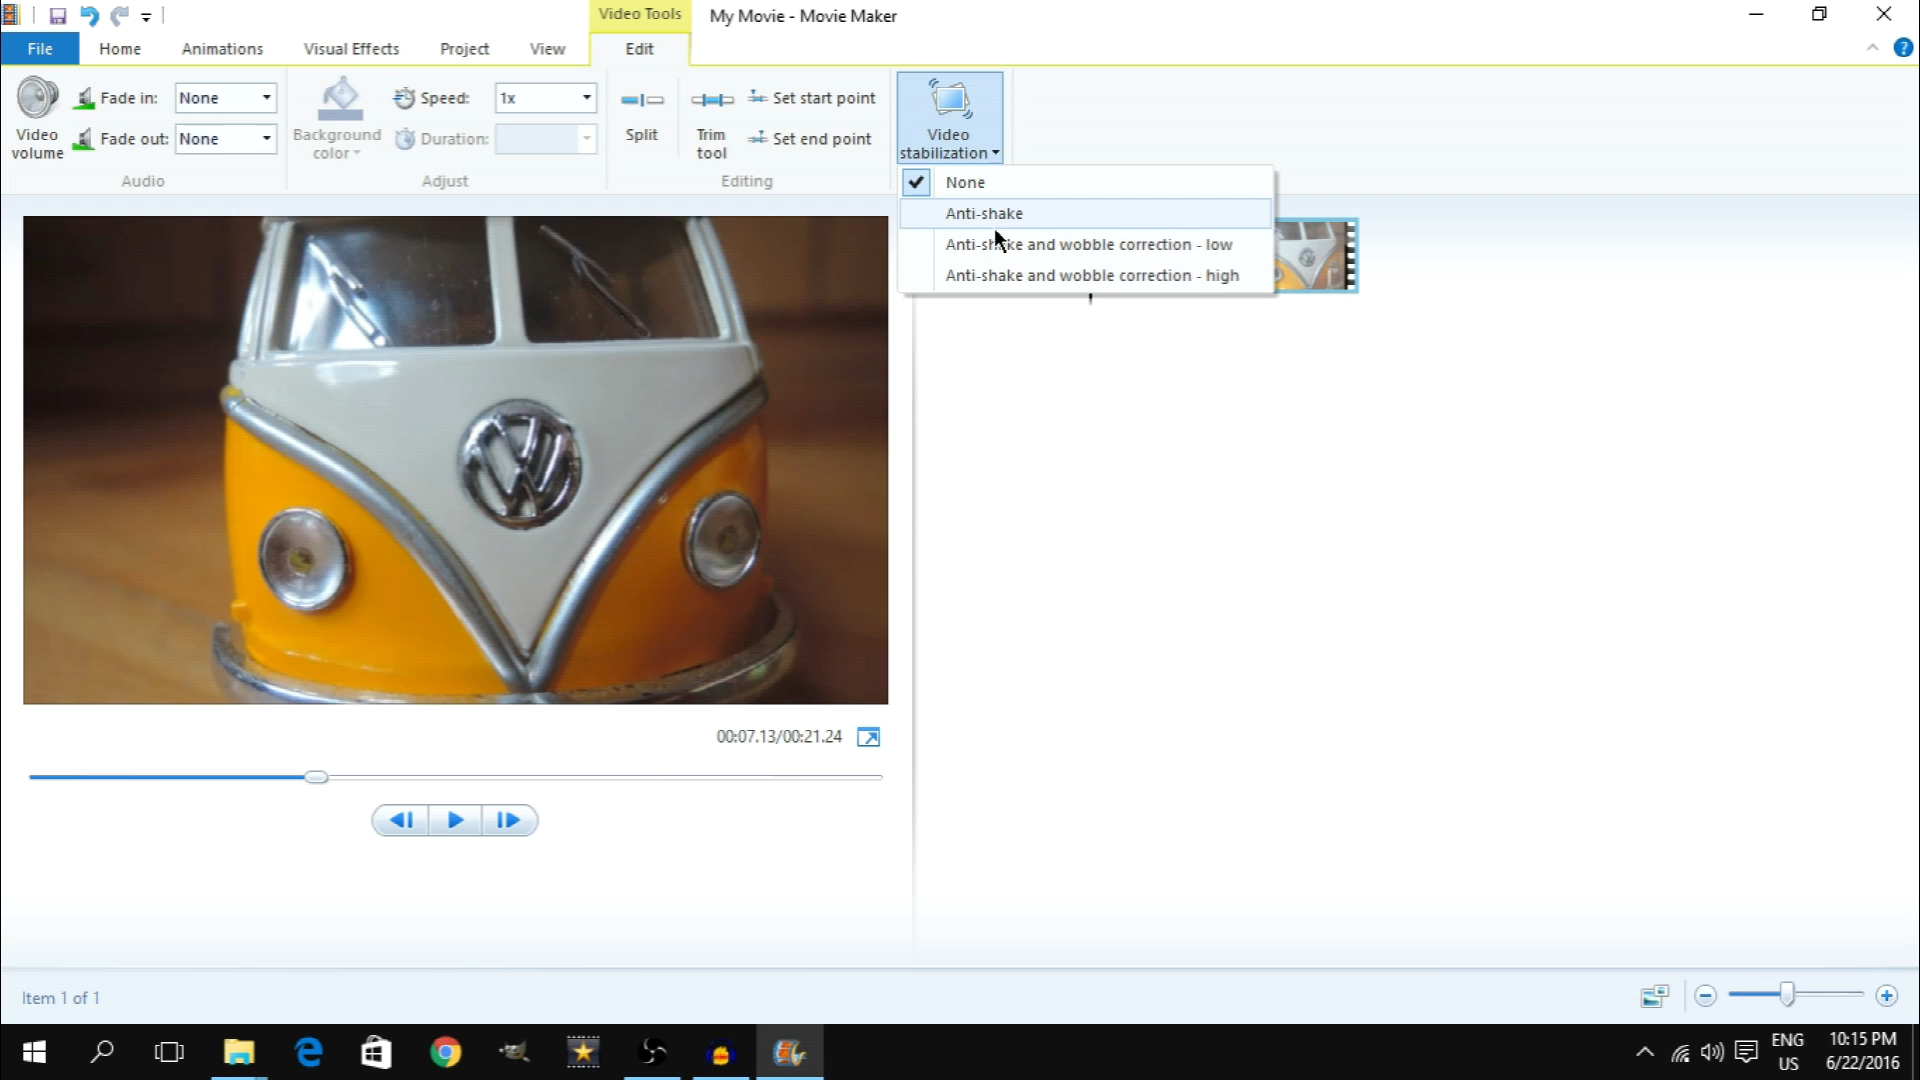 Video Tools
My Movie - Movie Maker
File
Home
Animations
Visual Effects
Project
View
Edit
Video
volume
Fade in:
None
Fade out:
None
Audio
Background
color
Speed:
1x
Duration:
Adjust
Split
Trim
tool
Set start point
Set end point
Editing
Video
stabilization
None
Anti-shake
Anti-shake and wobble correction - low
Anti-shake and wobble correction - high
00:07.13/00:21.24
Item 1 of 1
ENG
US
10:15 PM
6/22/2016